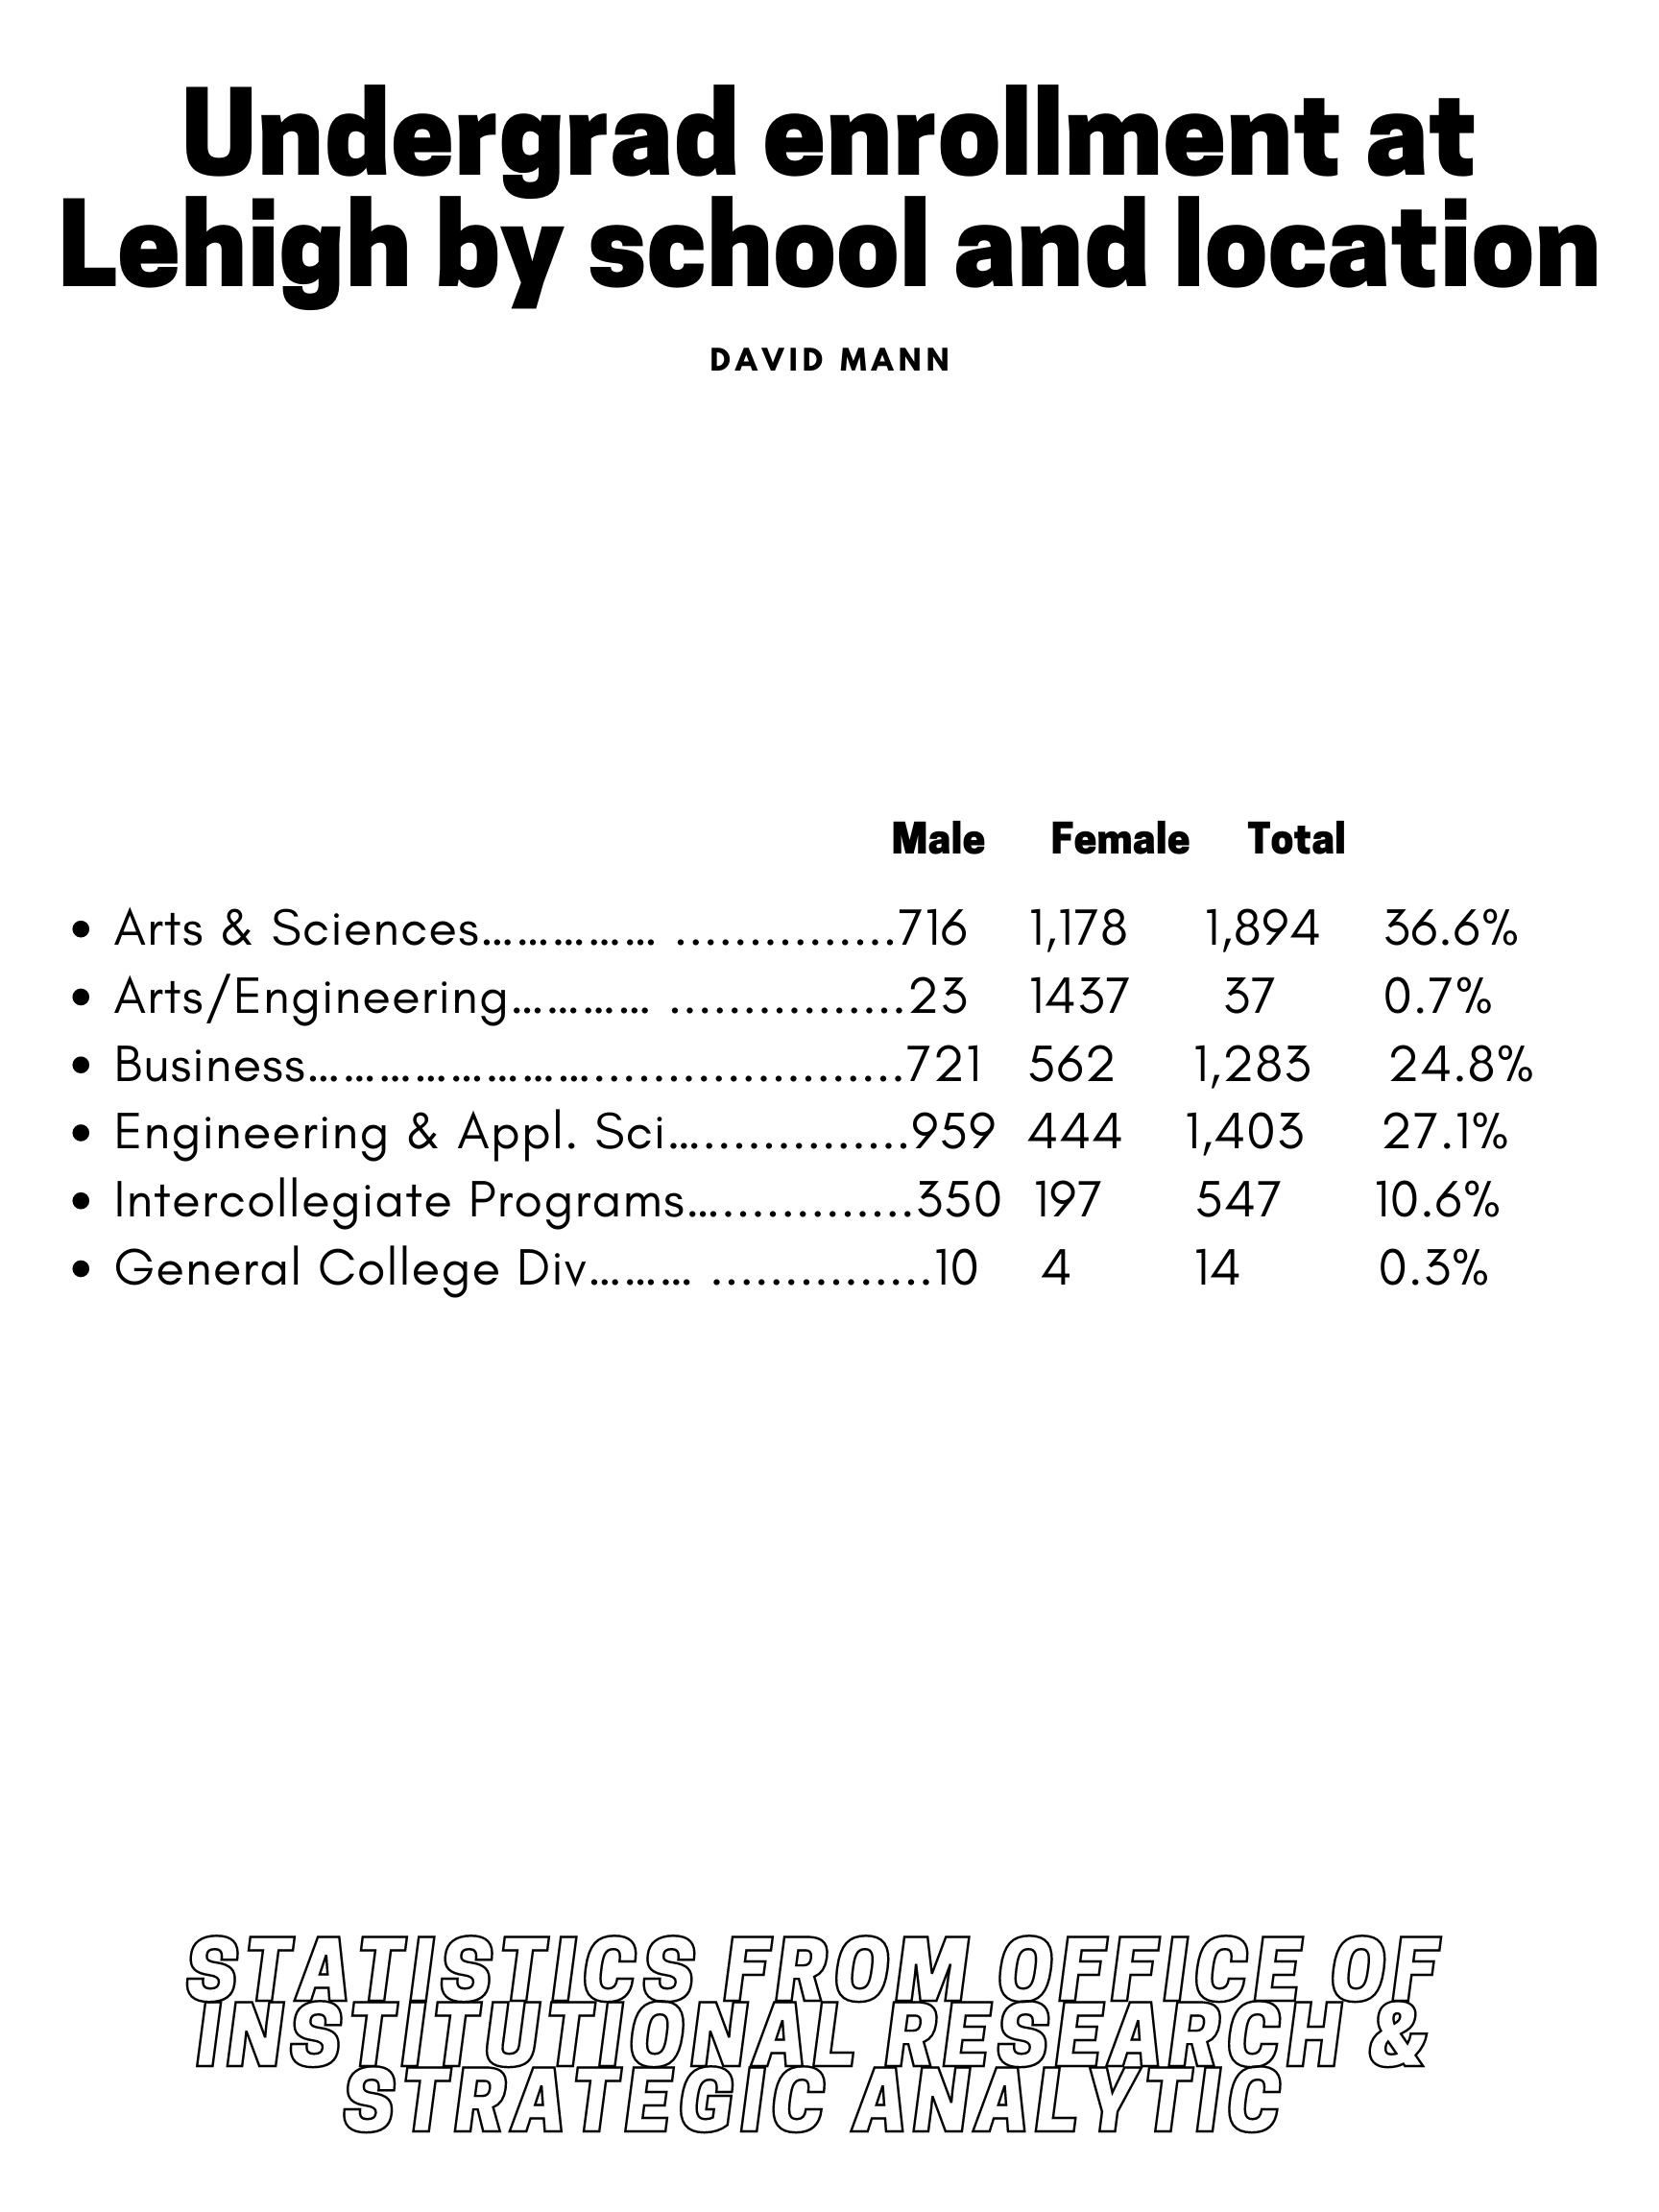 Undergrad enrollment at
Lehigh by school and location
DAVID MANN
Male Female Total
• Arts & Sciences…………… ...............716 1,178 1,894 36.6%
• Arts/Engineering………… ................23 1437 37 0.7%
• Business……………………......................721 562 1,283 24.8%
• Engineering & Appl. Sci…..............959 444 1,403 27.1%
• Intercollegiate Programs…..............350 197 547 10.6%
• General College Div……… ...............10 4 14 0.3%
STATISTICS FROM OFFICE OF
INSTITUTIONAL RESEARCH &
STRATEGIC ANALYTIC